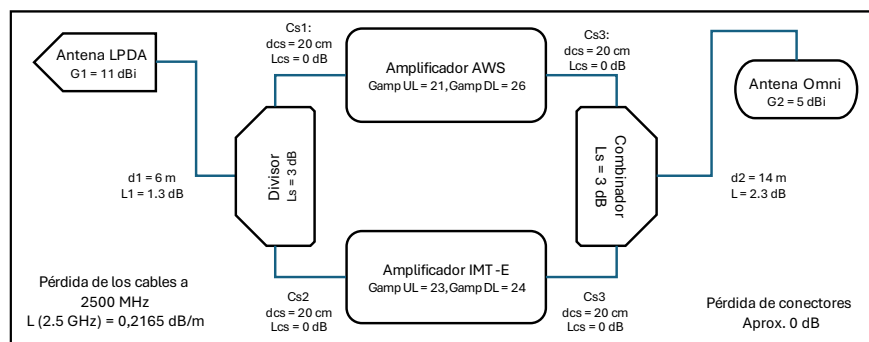 Cs1:
dcs = 20 cm
Lcs = 0 dB
Cs3:
dcs = 20 cm
Lcs = 0 dB
Antena LPDA
G1 = 11 dBi
Amplificador AWS
Gamp UL = 21, Gamp DL = 26
Antena Omni
G2 = 5 dBi
Divisor
Ls = 3 dB
Combinador
Ls = 3 dB
d1 = 6 m
L1 = 1.3 dB
d2 = 14 m
L = 2.3 dB
Amplificador IMT-E
Gamp UL = 23, Gamp DL = 24
Pérdida de los cables a
2500 MHz
L (2.5 GHz) = 0,2165 dB/m
Cs2
dcs = 20 cm
Lcs = 0 dB
Cs3
dcs = 20 cm
Lcs = 0 dB
Pérdida de conectores
Aprox. 0 dB